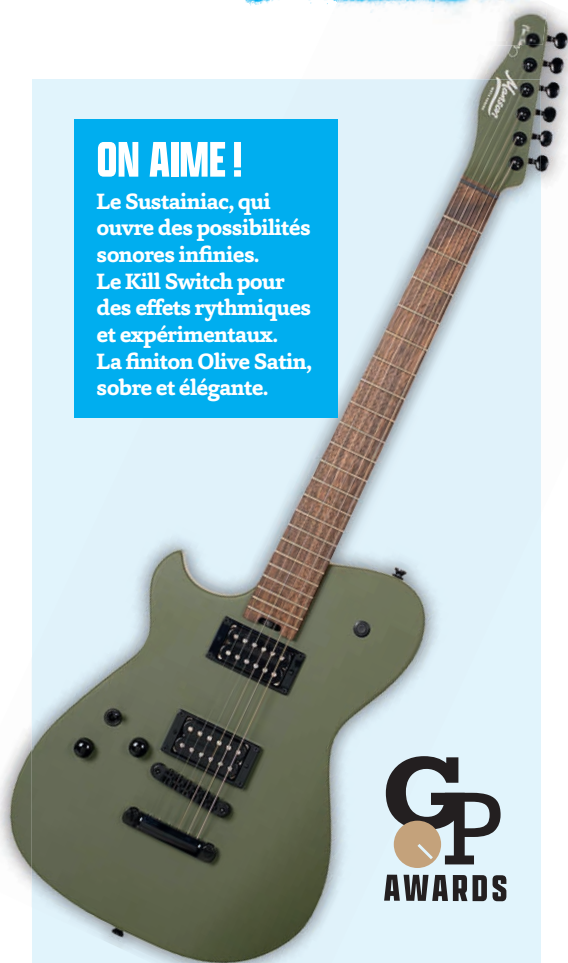 Manson
ON AIME !
Le Sustainiac, qui
ouvre des possibilités
sonores infinies.
Le Kill Switch pour
des effets rythmiques
et expérimentaux.
La finiton Olive Satin,
sobre et élégante.
GP
AWARDS